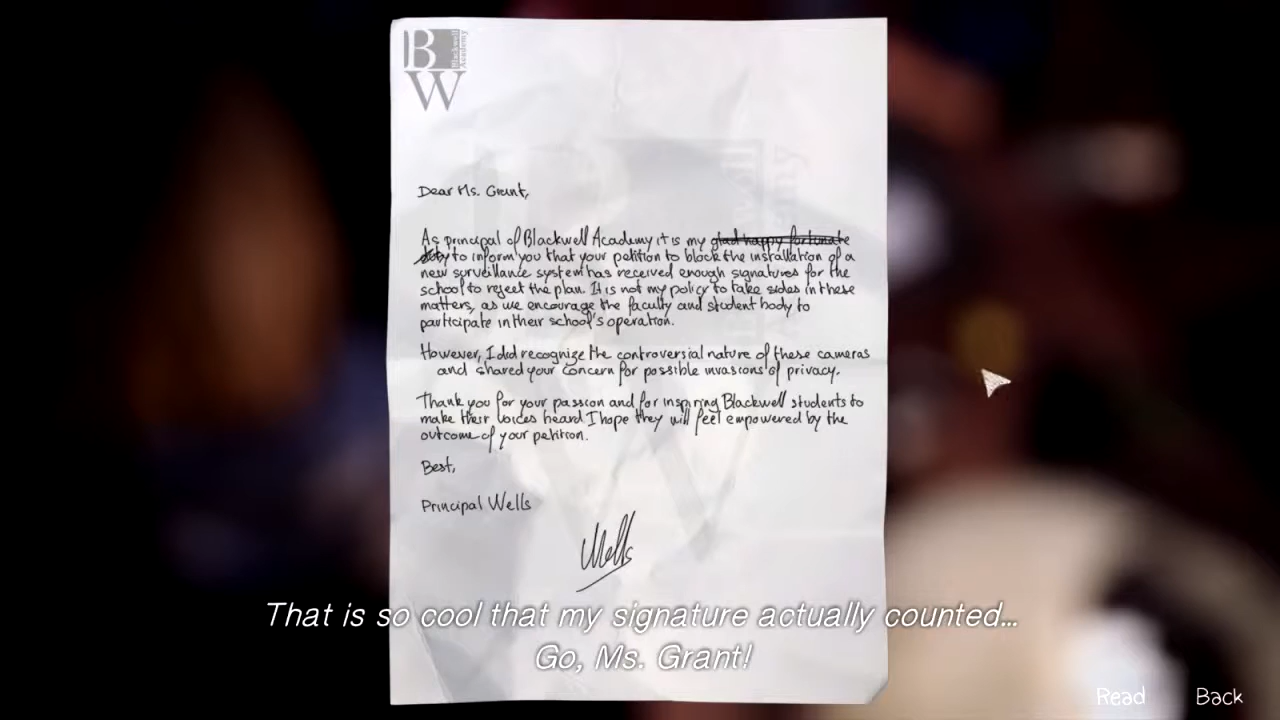 B Blackwell Academy
W
Dear Ms. Grant,
As principal of Blackwell Academy it is my glad happy fortunate
duty to inform you that your petition to block the installation of a
new surveillance system has received enough signatures for the
school to reject the plan. It is not my policy to take sides in these
matters, as we encourage the faculty and student body to
participate in their school's operation.
However, I did recognize the controversial nature of these cameras
and shared your concern for possible invasions of privacy.
Thank you for your passion and for inspiring Blackwell students to
make their voices heard I hope they will feel empowered by the
outcome of your petition.
Best,
Principal Wells
Wells
That is so cool that my signature actually counted...
Go, Ms. Grant!
Read Back